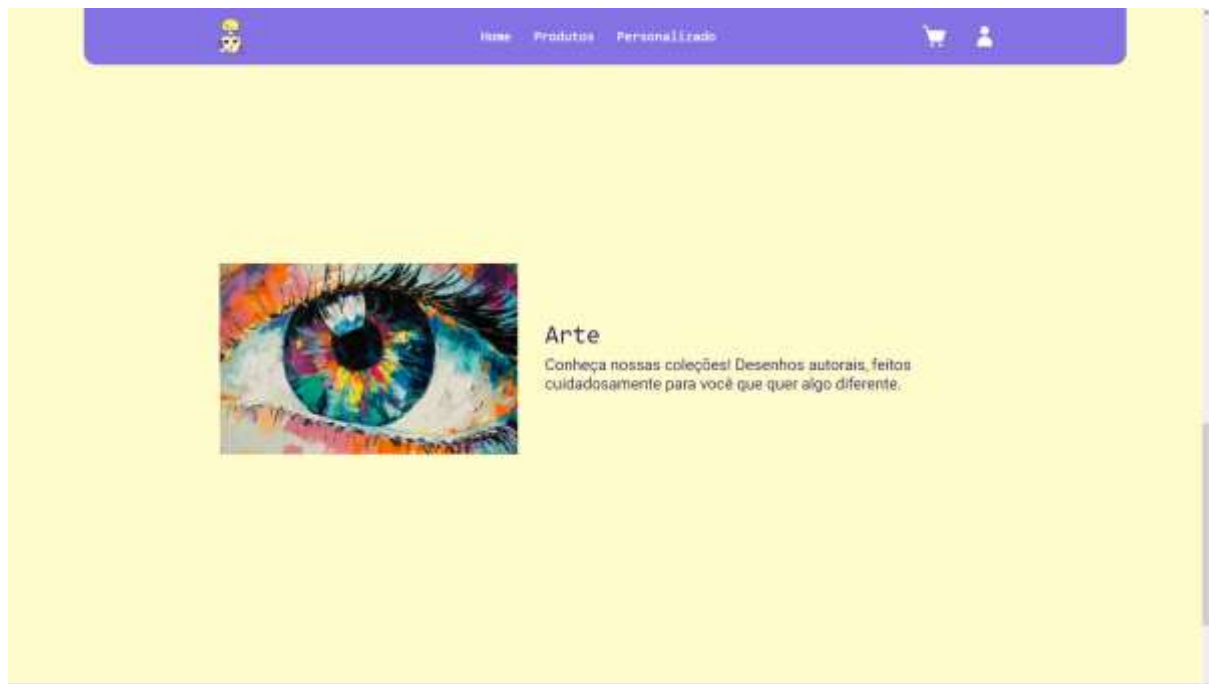 Home Produtos Personalizado
Arte
Conheça nossas coleções! Desenhos autorais, feitos
cuidadosamente para você que quer algo diferente.